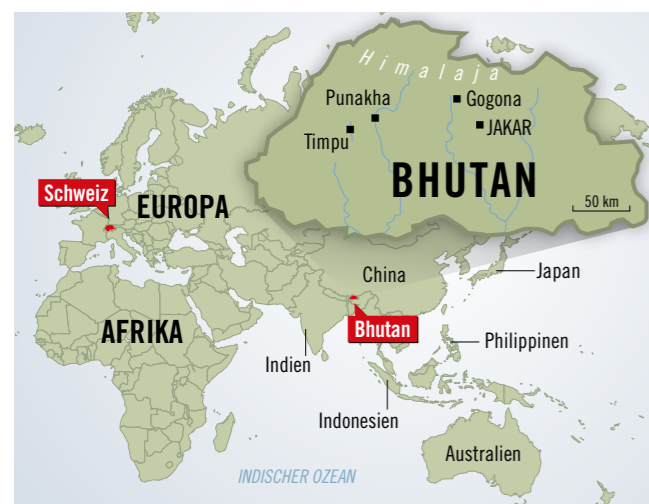 Himalaja
Punakha
Gogona
Timpu
JAKAR
BHUTAN
50 km
Schweiz
EUROPA
China
Japan
AFRIKA
Bhutan
Indien
Philippinen
Indonesien
Australien
INDISCHER OZEAN